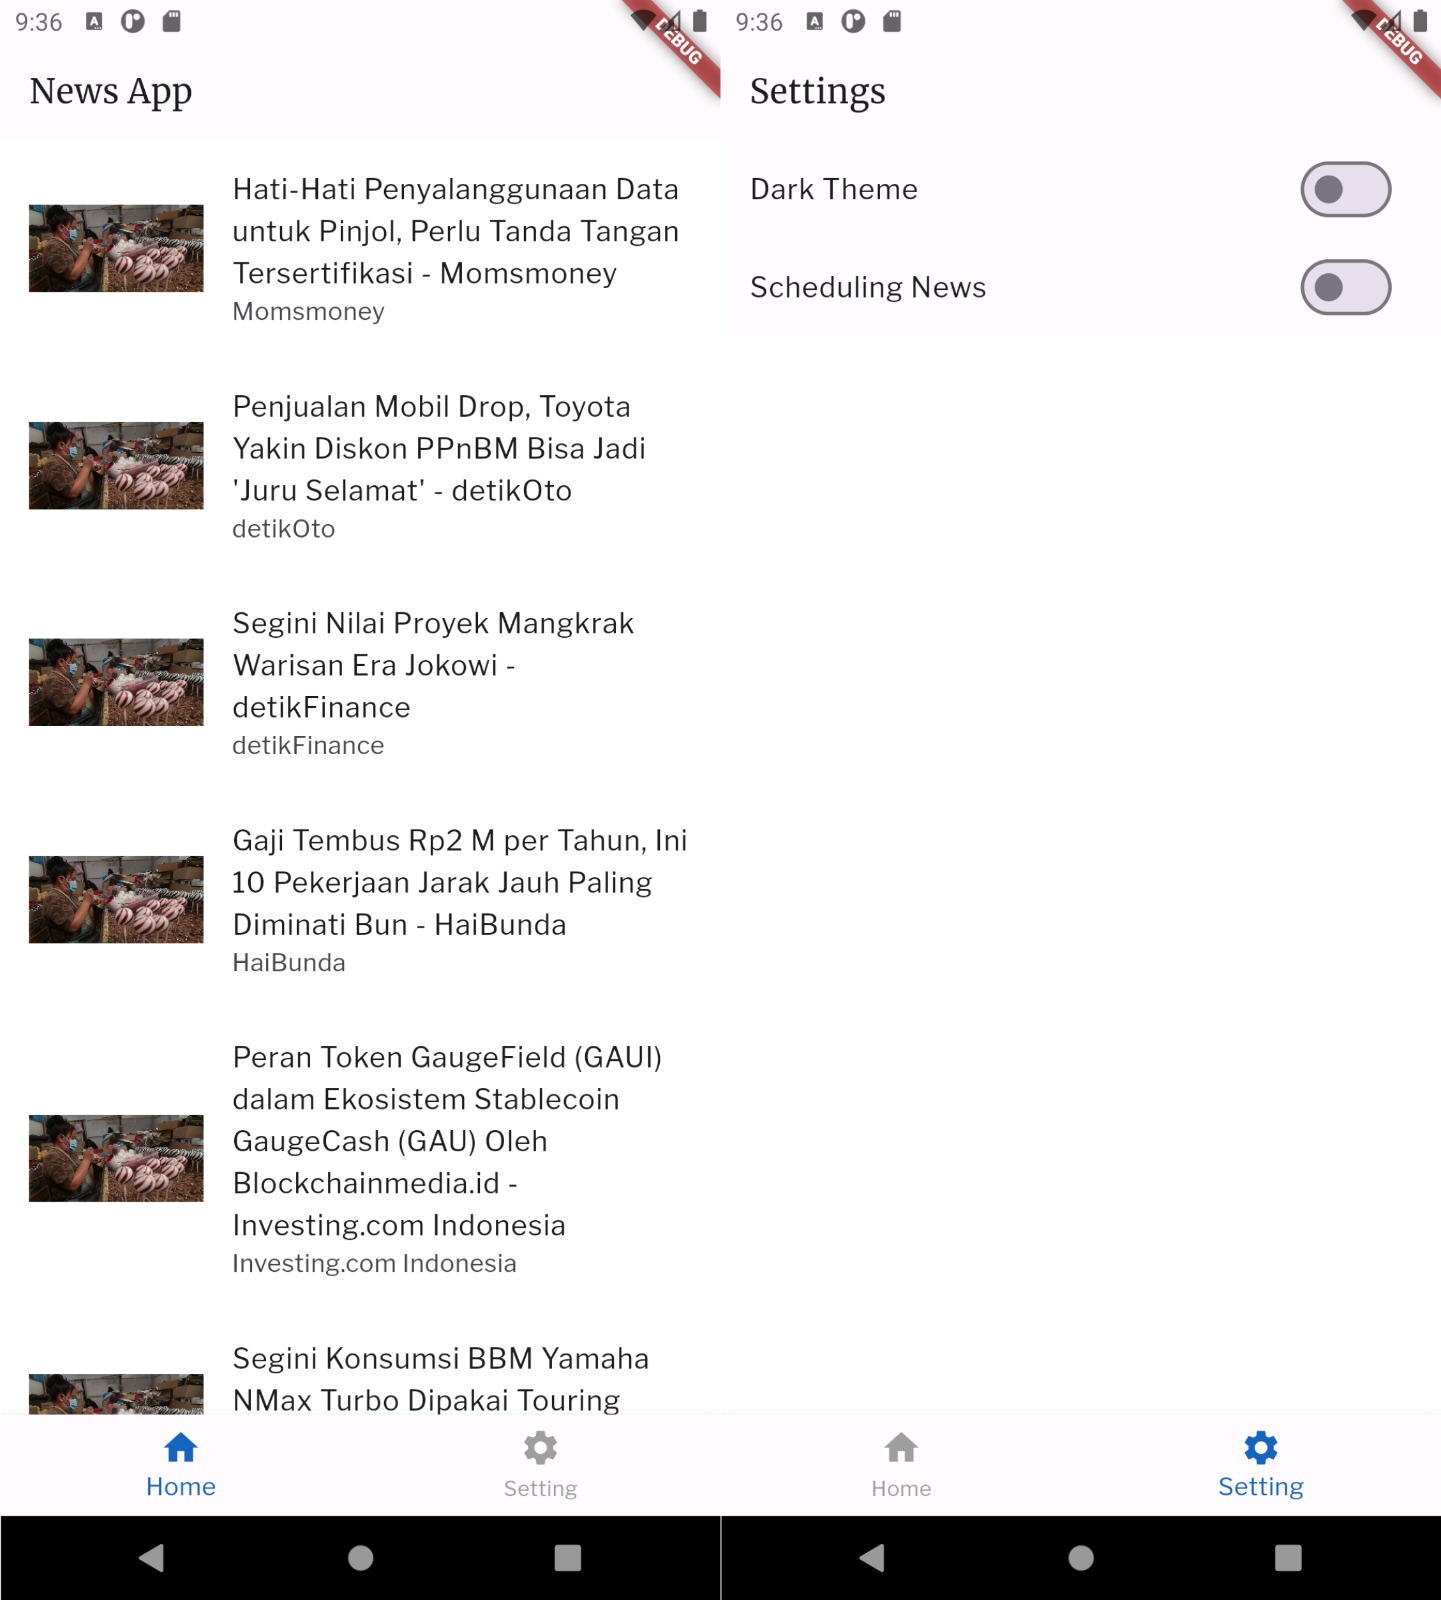 9:36
DEBUG
News App
Hati-Hati Penyalanggunaan Data
untuk Pinjol, Perlu Tanda Tangan
Tersertifikasi - Momsmoney
Momsmoney
Penjualan Mobil Drop, Toyota
Yakin Diskon PPnBM Bisa Jadi
'Juru Selamat' - detikOto
detikOto
Segini Nilai Proyek Mangkrak
Warisan Era Jokowi -
detikFinance
detikFinance
Gaji Tembus Rp2 M per Tahun, Ini
10 Pekerjaan Jarak Jauh Paling
Diminati Bun - HaiBunda
HaiBunda
Peran Token GaugeField (GAUI)
dalam Ekosistem Stablecoin
GaugeCash (GAU) Oleh
Blockchainmedia.id -
Investing.com Indonesia
Investing.com Indonesia
Segini Konsumsi BBM Yamaha
NMax Turbo Dipakai Touring
Home
Setting
9:36
DEBUG
Settings
Dark Theme
Scheduling News
Home
Setting